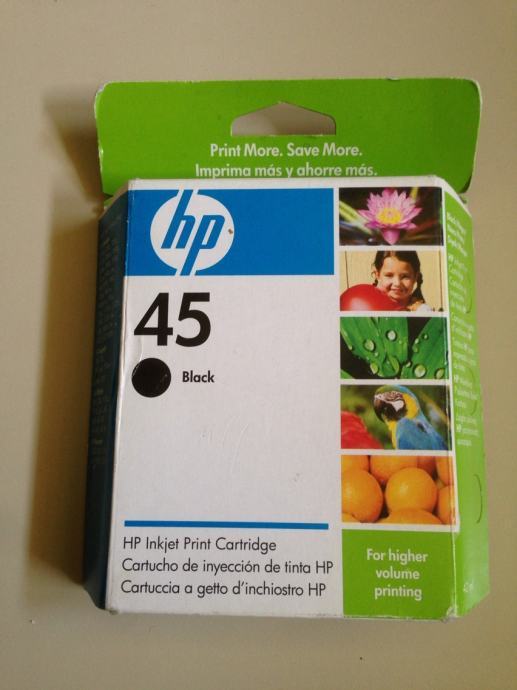 Print More. Save More.
Imprima más y ahorre más.
hp
45
Black
HP Inkjet Print Cartridge
Cartucho de inyección de tinta HP
Cartuccia a getto d'inchiostro HP
For higher
volume
printing